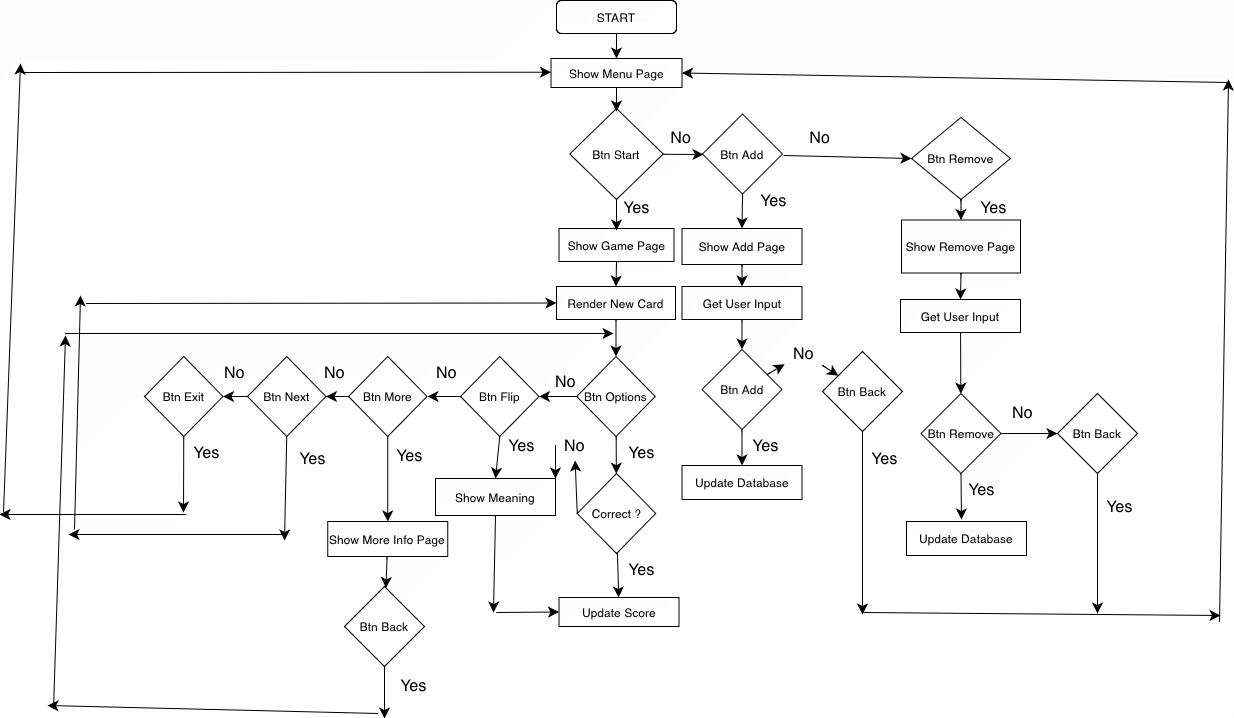 START
Show Menu Page
Btn Start
No
Btn Add
No
Btn Remove
Yes
Yes
Yes
Show Game Page
Show Add Page
Show Remove Page
Render New Card
Get User Input
Get User Input
Btn Exit
No
Btn Next
No
Btn More
No
Btn Flip
No
Btn Options
Btn Add
No
Btn Back
Btn Remove
No
Btn Back
Yes
Yes
Yes
Yes
No
Yes
Yes
Yes
Yes
Yes
Show Meaning
Correct ?
Update Database
Show More Info Page
Update Database
Yes
Btn Back
Update Score
Yes